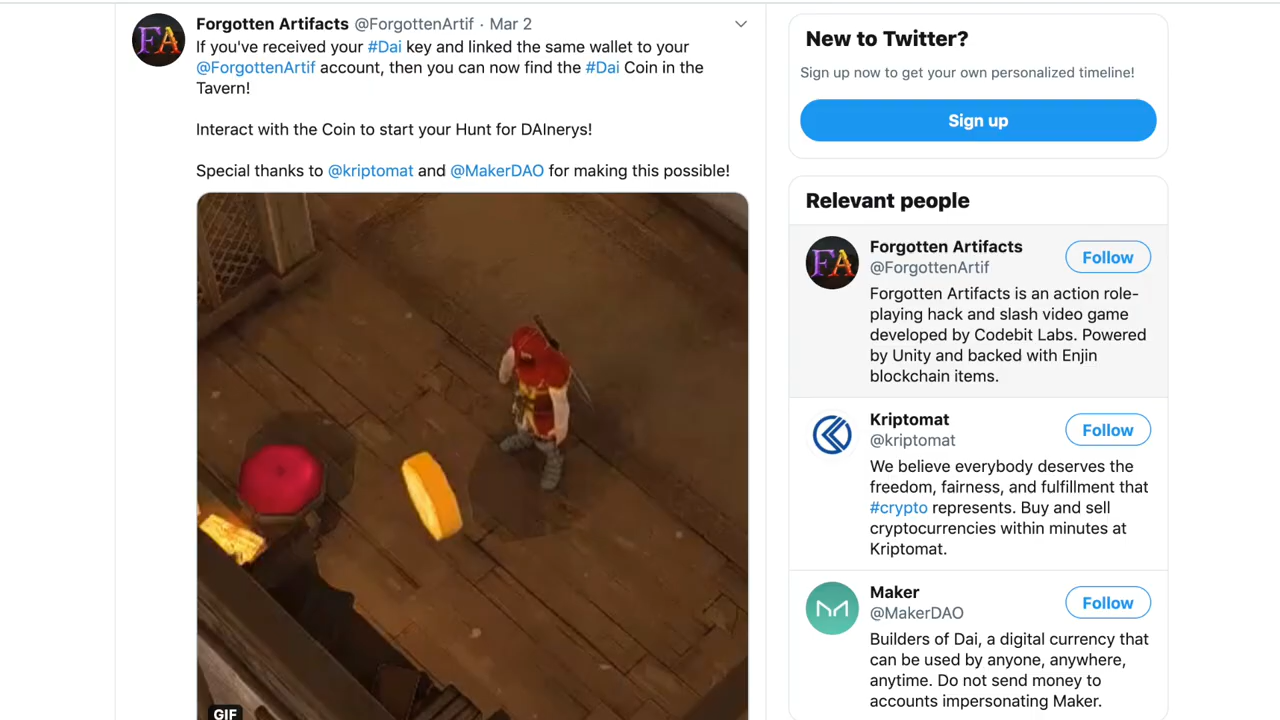 Forgotten Artifacts @ForgottenArtif · Mar 2
If you've received your #Dai key and linked the same wallet to your
@ForgottenArtif account, then you can now find the #Dai Coin in the
Tavern!
Interact with the Coin to start your Hunt for DAInerys!
Special thanks to @kriptomat and @MakerDAO for making this possible!
GIF
FA
New to Twitter?
Sign up now to get your own personalized timeline!
Sign up
Relevant people
FA
Forgotten Artifacts
@ForgottenArtif
Follow
Forgotten Artifacts is an action role-
playing hack and slash video game
developed by Codebit Labs. Powered
by Unity and backed with Enjin
blockchain items.
Kriptomat
@kriptomat
Follow
We believe everybody deserves the
freedom, fairness, and fulfillment that
#crypto represents. Buy and sell
cryptocurrencies within minutes at
Kriptomat.
Maker
@MakerDAO
Follow
Builders of Dai, a digital currency that
can be used by anyone, anywhere,
anytime. Do not send money to
accounts impersonating Maker.